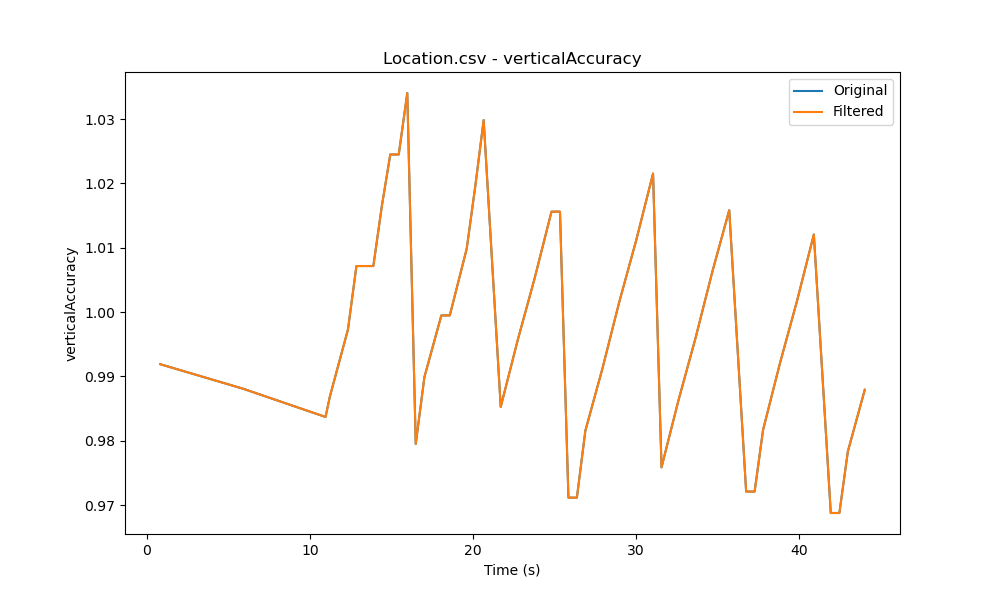 Location.csv - verticalAccuracy
Original
Filtered
verticalAccuracy
1.03
1.02
1.01
1.00
0.99
0.98
0.97
0
10
20
30
40
Time (s)